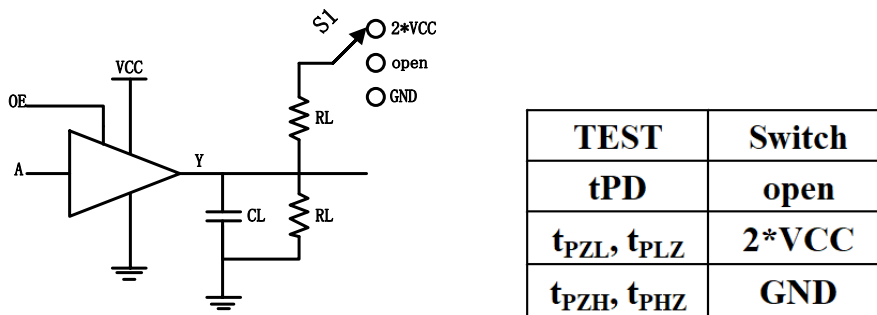 S1
2*VCC
open
GND
VCC
OE
RL
A
Y
CL
RL
TEST Switch
tPD open
tPZL, tPLZ 2*VCC
tPZH, tPHZ GND